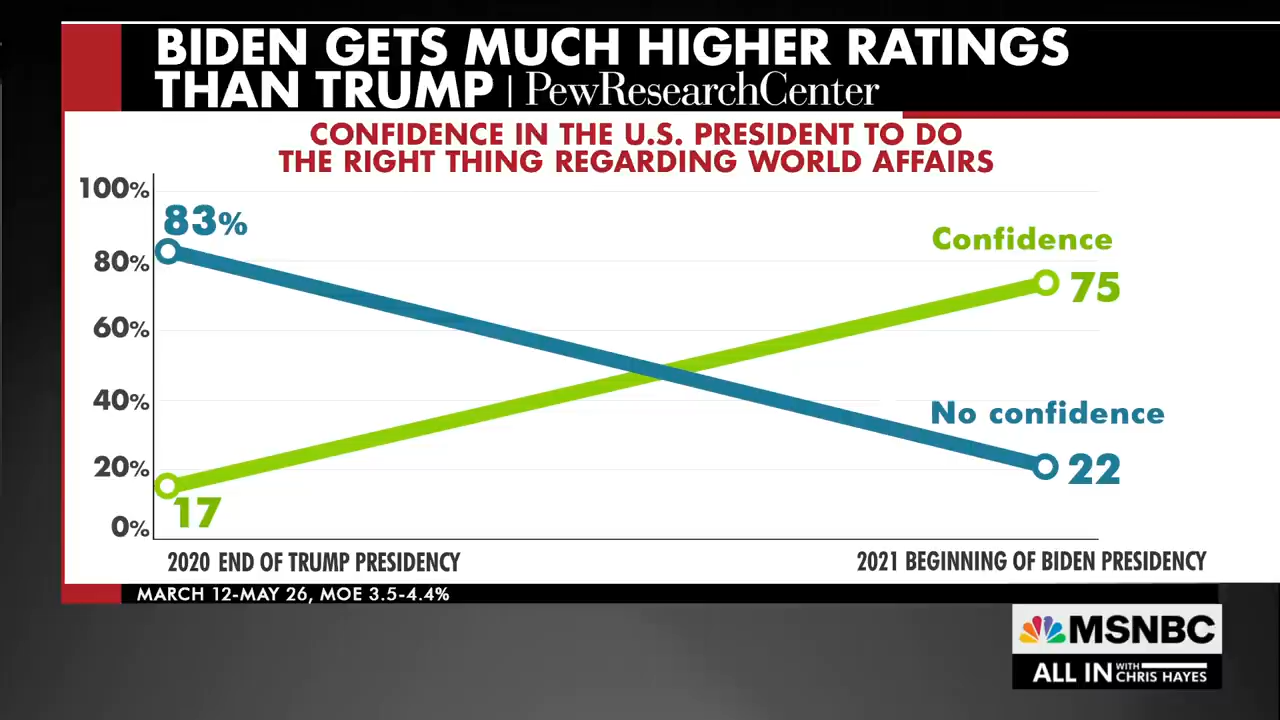 BIDEN GETS MUCH HIGHER RATINGS
THAN TRUMP | PewResearchCenter
CONFIDENCE IN THE U.S. PRESIDENT TO DO
THE RIGHT THING REGARDING WORLD AFFAIRS
100%
83%
Confidence
80%
75
60%
40%
No confidence
20%
22
17
0%
2020 END OF TRUMP PRESIDENCY
2021 BEGINNING OF BIDEN PRESIDENCY
MARCH 12-MAY 26, MOE 3.5-4.4%
MSNBC
ALL IN WITH CHRIS HAYES